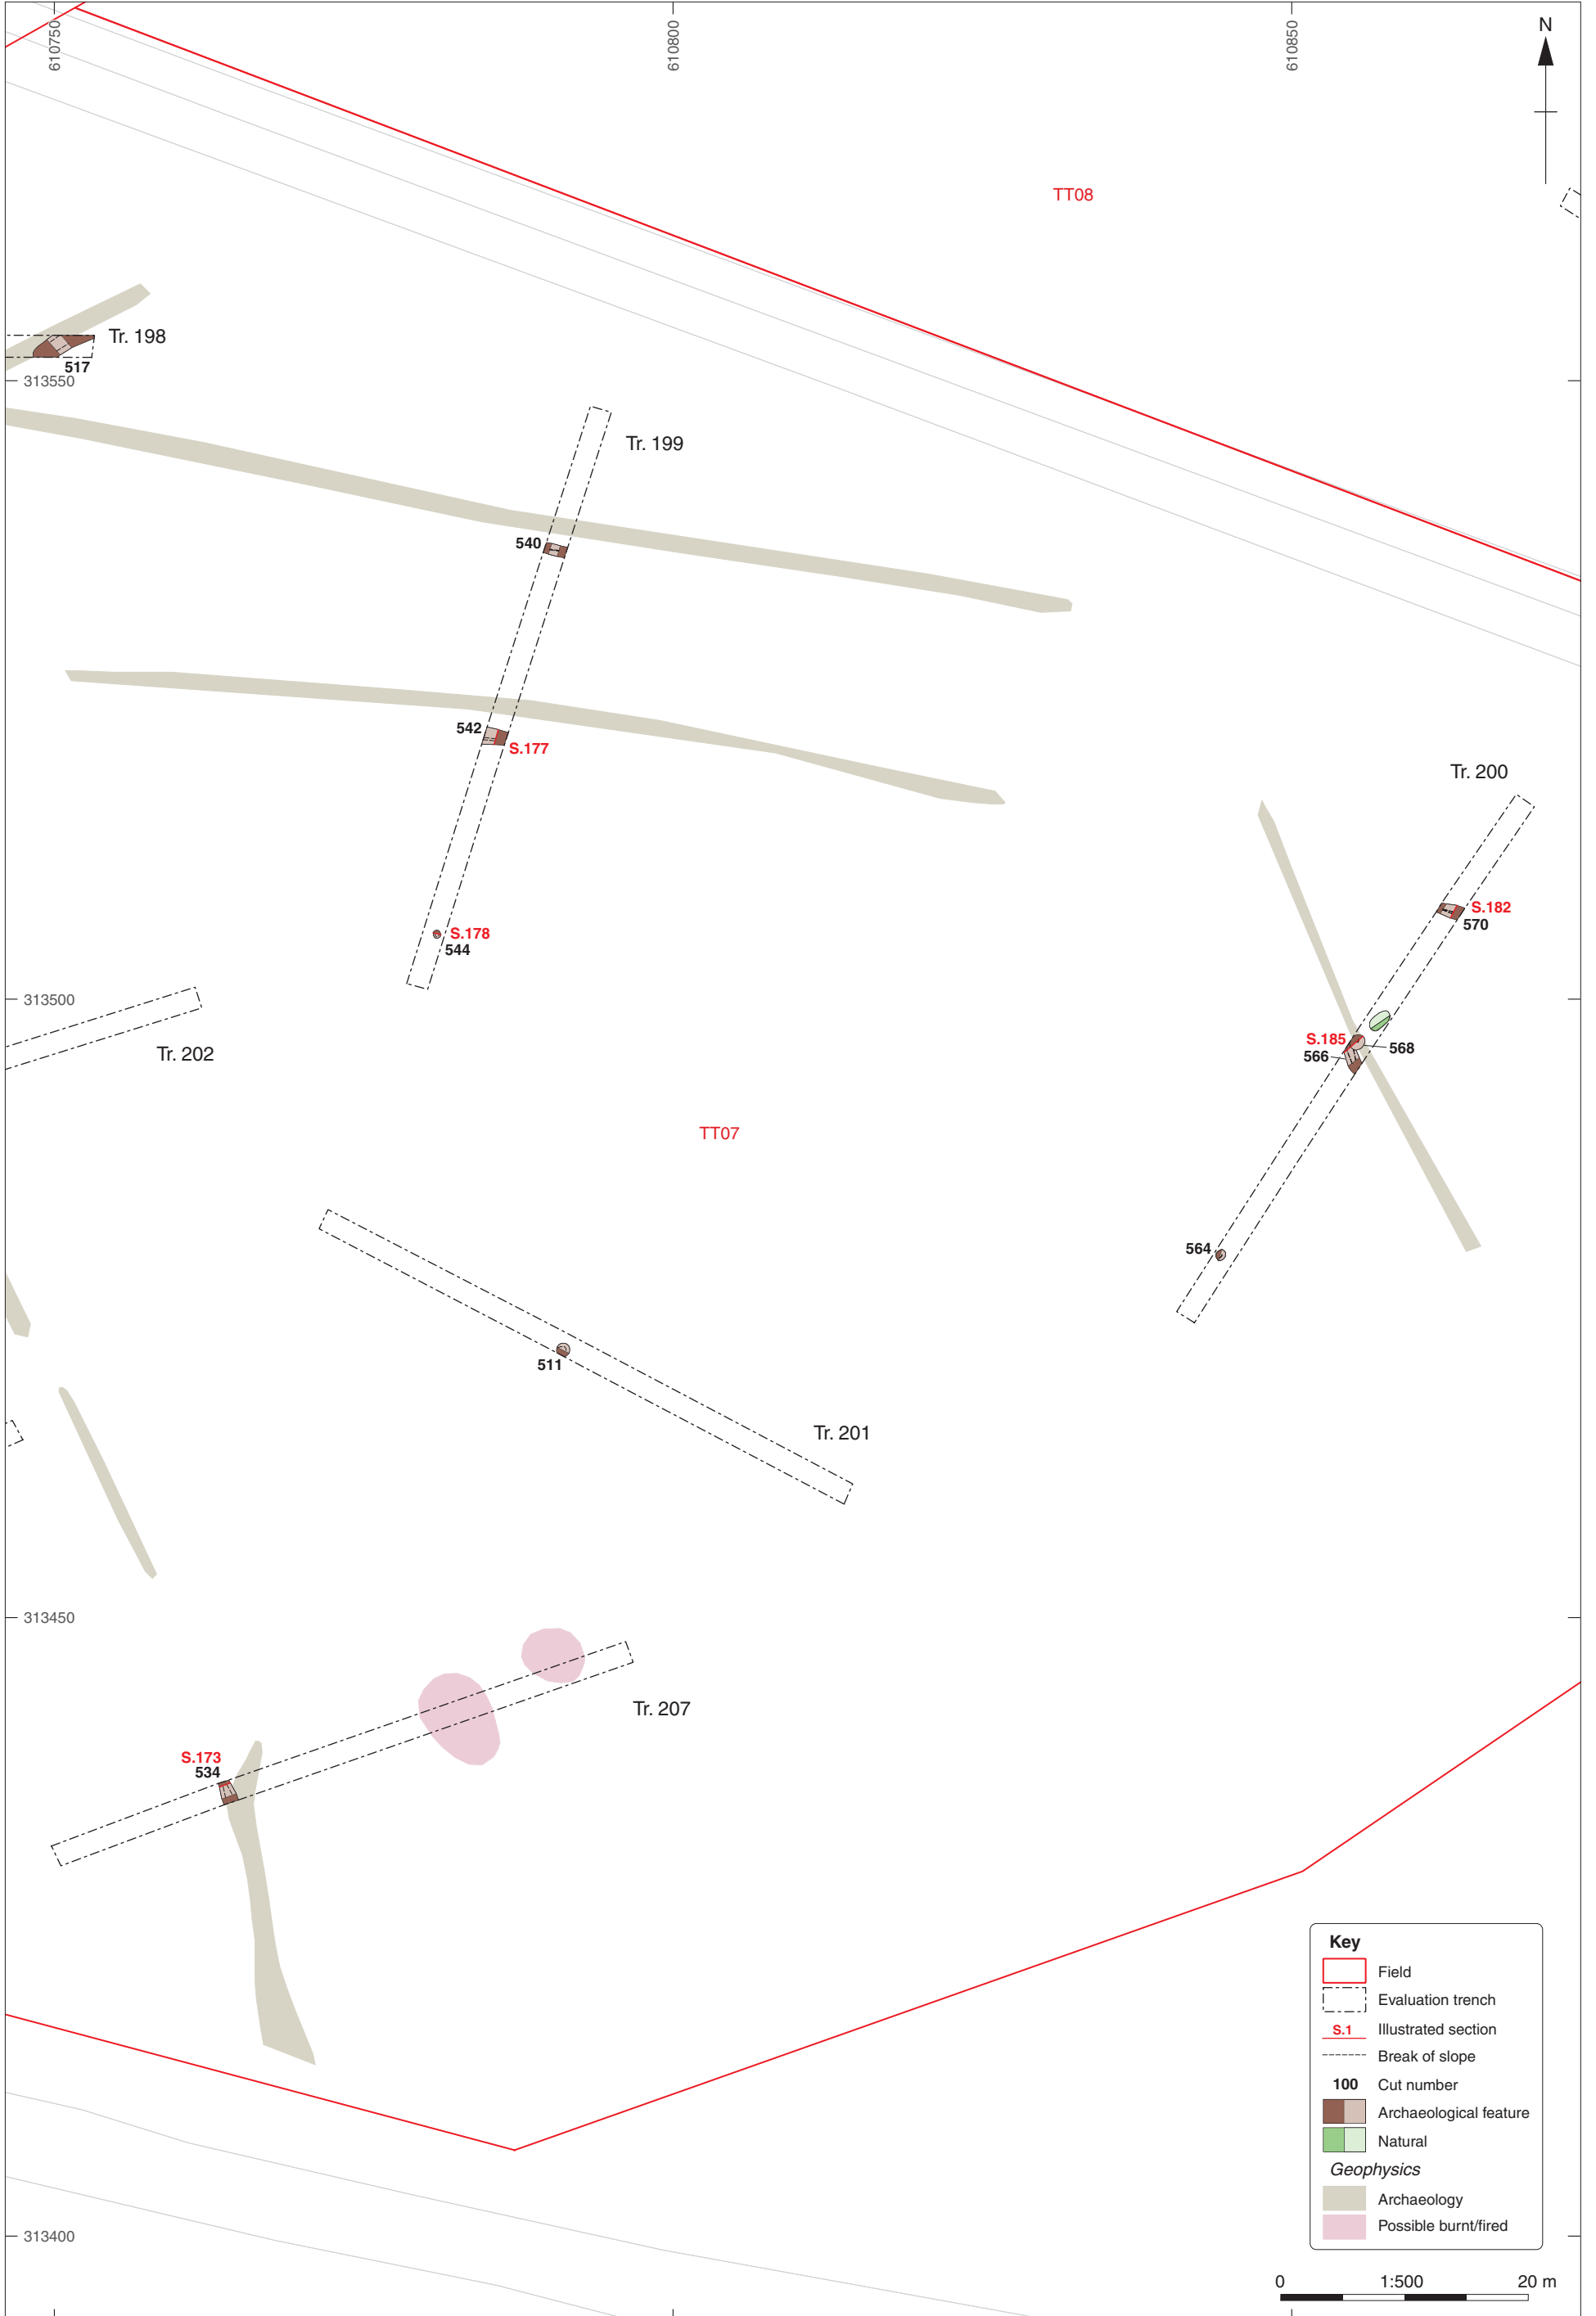 610750
610800
610850
N
TT08
Tr. 198
517
313550
Tr. 199
540
542
S.177
Tr. 200
S.182
570
S.178
544
313500
S.185
568
566
Tr. 202
TT07
564
511
Tr. 201
313450
Tr. 207
S.173
534
Key
Field
Evaluation trench
S.1 Illustrated section
Break of slope
100 Cut number
Archaeological feature
Natural
Geophysics
Archaeology
Possible burnt/fired
313400
0 1:500 20 m